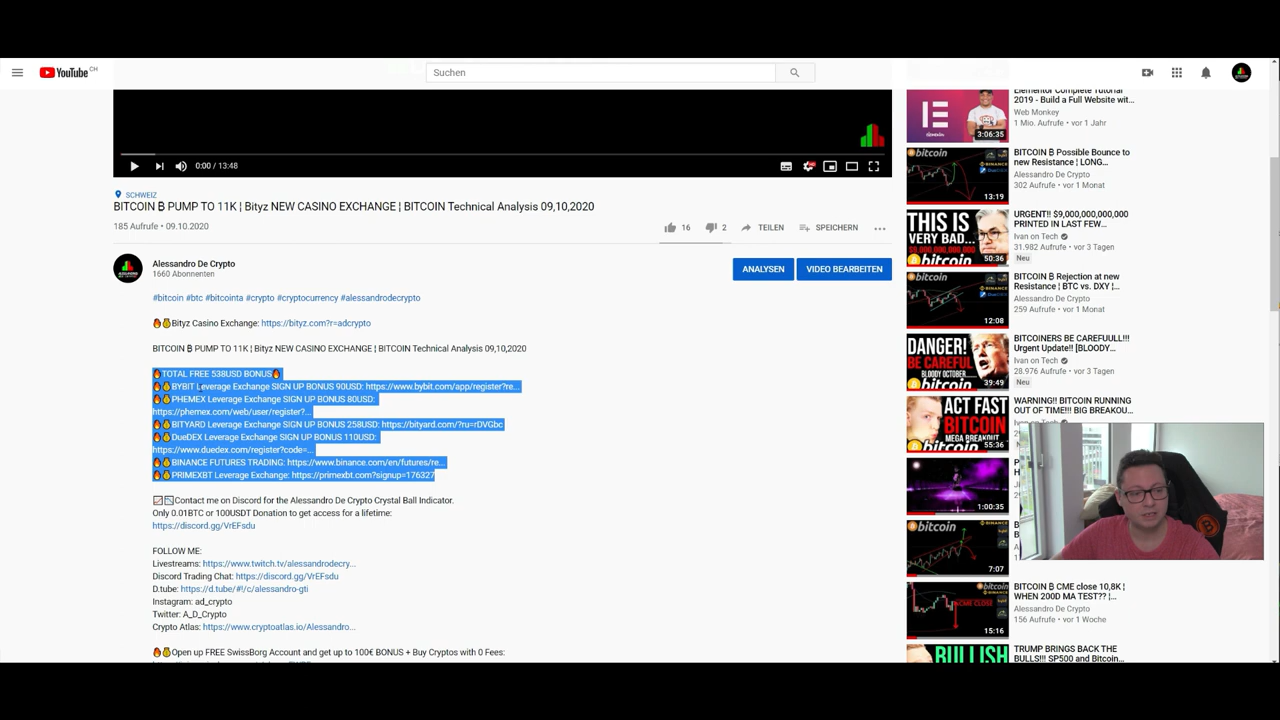 YouTube CH
Suchen
0:00 / 13:48
SCHWEIZ
BITCOIN ₿ PUMP TO 11K ¦ Bityz NEW CASINO EXCHANGE ¦ BITCOIN Technical Analysis 09,10,2020
185 Aufrufe • 09.10.2020
16
2
TEILEN
SPEICHERN
Alessandro De Crypto
1660 Abonnenten
ANALYSEN
VIDEO BEARBEITEN
#bitcoin #btc #bitcointa #crypto #cryptocurrency #alessandrodecrypto
🔥💰Bityz Casino Exchange: https://bityz.com?r=adcrypto
BITCOIN ₿ PUMP TO 11K ¦ Bityz NEW CASINO EXCHANGE ¦ BITCOIN Technical Analysis 09,10,2020
🔥TOTAL FREE 538USD BONUS🔥
🔥💰BYBIT Leverage Exchange SIGN UP BONUS 90USD: https://www.bybit.com/app/register?re...
🔥💰PHEMEX Leverage Exchange SIGN UP BONUS 80USD:
https://phemex.com/web/user/register?...
🔥💰BITYARD Leverage Exchange SIGN UP BONUS 258USD: https://bityard.com/?ru=rDVGbc
🔥💰DueDEX Leverage Exchange SIGN UP BONUS 110USD:
https://www.duedex.com/register?code=...
🔥💰BINANCE FUTURES TRADING: https://www.binance.com/en/futures/re...
🔥💰PRIMEXBT Leverage Exchange: https://primexbt.com?signup=176327
📈📉Contact me on Discord for the Alessandro De Crypto Crystal Ball Indicator.
Only 0.01BTC or 100USDT Donation to get access for a lifetime:
https://discord.gg/VrEFsdu
FOLLOW ME:
Livestreams: https://www.twitch.tv/alessandrodecry...
Discord Trading Chat: https://discord.gg/VrEFsdu
D.tube: https://d.tube/#!/c/alessandro-gti
Instagram: ad_crypto
Twitter: A_D_Crypto
Crypto Atlas: https://www.cryptoatlas.io/Alessandro...
🔥💰Open up FREE SwissBorg Account and get up to 100€ BONUS + Buy Cryptos with 0 Fees:
Elementor Complete Tutorial
2019 - Build a Full Website wit...
Web Monkey
1 Mio. Aufrufe • vor 1 Jahr
elementor
3:06:35
BITCOIN ₿ Possible Bounce to
new Resistance ¦ LONG...
Alessandro De Crypto
302 Aufrufe • vor 1 Monat
bitcoin
13:19
URGENT!! $9,000,000,000,000
PRINTED IN LAST FEW...
Ivan on Tech
31.982 Aufrufe • vor 3 Tagen
Neu
THIS IS
VERY BAD...
bitcoin
50:36
BITCOIN ₿ Rejection at new
Resistance ¦ BTC vs. DXY ¦...
Alessandro De Crypto
259 Aufrufe • vor 1 Monat
bitcoin
12:08
BITCOINERS BE CAREFUULL!!!
Urgent Update!! [BLOODY...
Ivan on Tech
28.976 Aufrufe • vor 3 Tagen
Neu
DANGER!
BE CAREFUL
BLOODY OCTOBER...
bitcoin
39:49
WARNING!! BITCOIN RUNNING
OUT OF TIME!!! BIG BREAKOU...
ACT FAST
BITCOIN
MEGA BREAKOUT
55:36
1:00:35
bitcoin
7:07
BITCOIN ₿ CME close 10,8K ¦
WHEN 200D MA TEST?? ¦...
Alessandro De Crypto
156 Aufrufe • vor 1 Woche
bitcoin
CME CLOSE
15:16
TRUMP BRINGS BACK THE
BULLS!!! SP500 and Bitcoin...
BULLISH